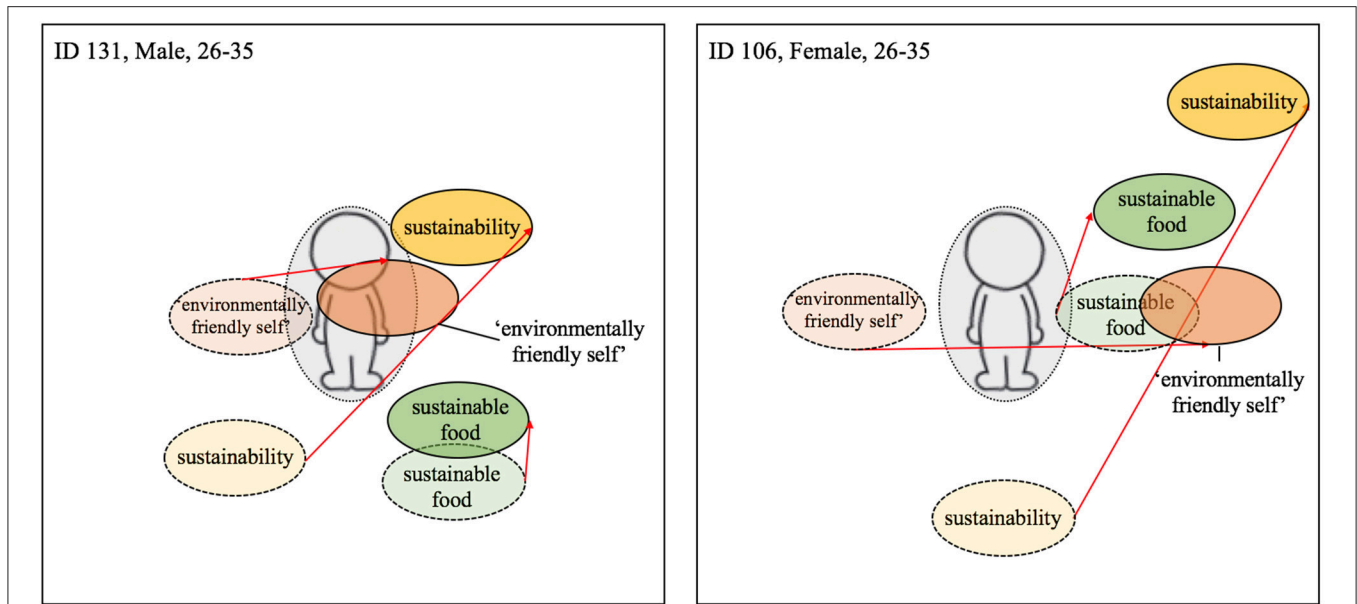 ID 131, Male, 26-35
sustainability
'environmentally
friendly self'
‘environmentally
friendly self’
sustainable
food
sustainable
food
sustainability
ID 106, Female, 26-35
sustainability
sustainable
food
'environmentally
friendly self'
sustainable
food
‘environmentally
friendly self’
sustainability